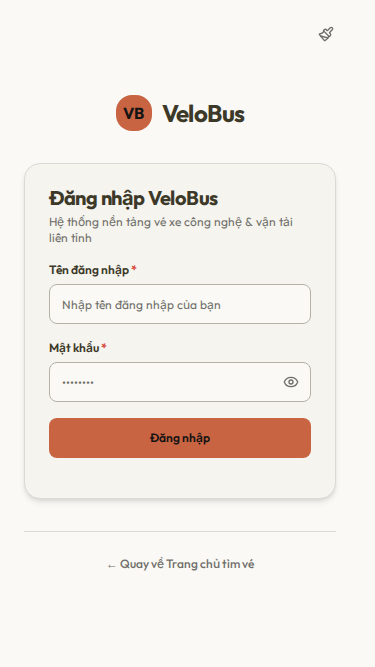 VB VeloBus
Đăng nhập VeloBus
Hệ thống nền tảng vé xe công nghệ & vận tải
liên tỉnh
Tên đăng nhập *
Nhập tên đăng nhập của bạn
Mật khẩu *
••••••••
Đăng nhập
← Quay về Trang chủ tìm vé